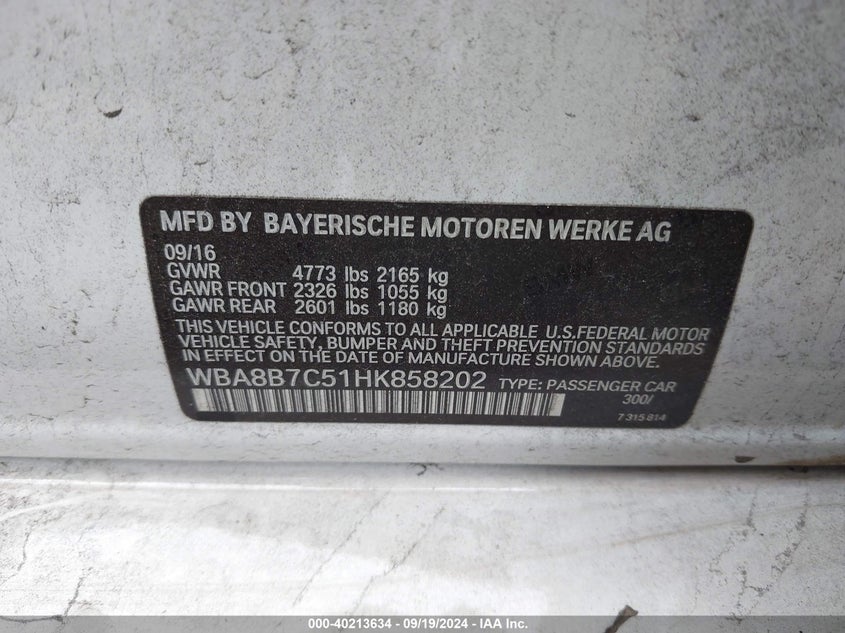 MFD BY BAYERISCHE MOTOREN WERKE AG
09/16
GVWR 4773 lbs 2165 kg
GAWR FRONT 2326 lbs 1055 kg
GAWR REAR 2601 lbs 1180 kg
THIS VEHICLE CONFORMS TO ALL APPLICABLE U.S.FEDERAL MOTOR
VEHICLE SAFETY, BUMPER AND THEFT PREVENTION STANDARDS
IN EFFECT ON THE DATE OF MANUFACTURE SHOWN ABOVE.
WBA8B7C51HK858202 TYPE: PASSENGER CAR
300/
7 315 814
000-40213634 - 09/19/2024 - IAA Inc.